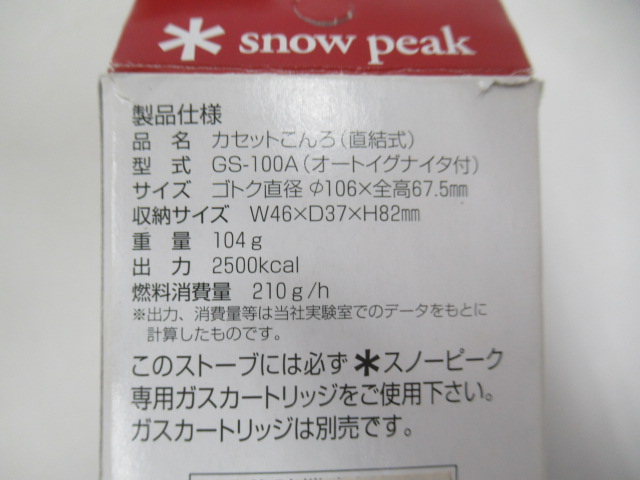 snow peak
製品仕様
品 名 カセットこんろ(直結式)
型 式 GS-100A(オートイグナイタ付)
サイズ ゴトク直径 φ106×全高67.5㎜
収納サイズ W46×D37×H82㎜
重 量 104g
出 力 2500kcal
燃料消費量 210g/h
※出力、消費量等は当社実験室でのデータをもとに
計算したものです。
このストーブには必ず＊スノーピーク
専用ガスカートリッジをご使用下さい。
ガスカートリッジは別売です。